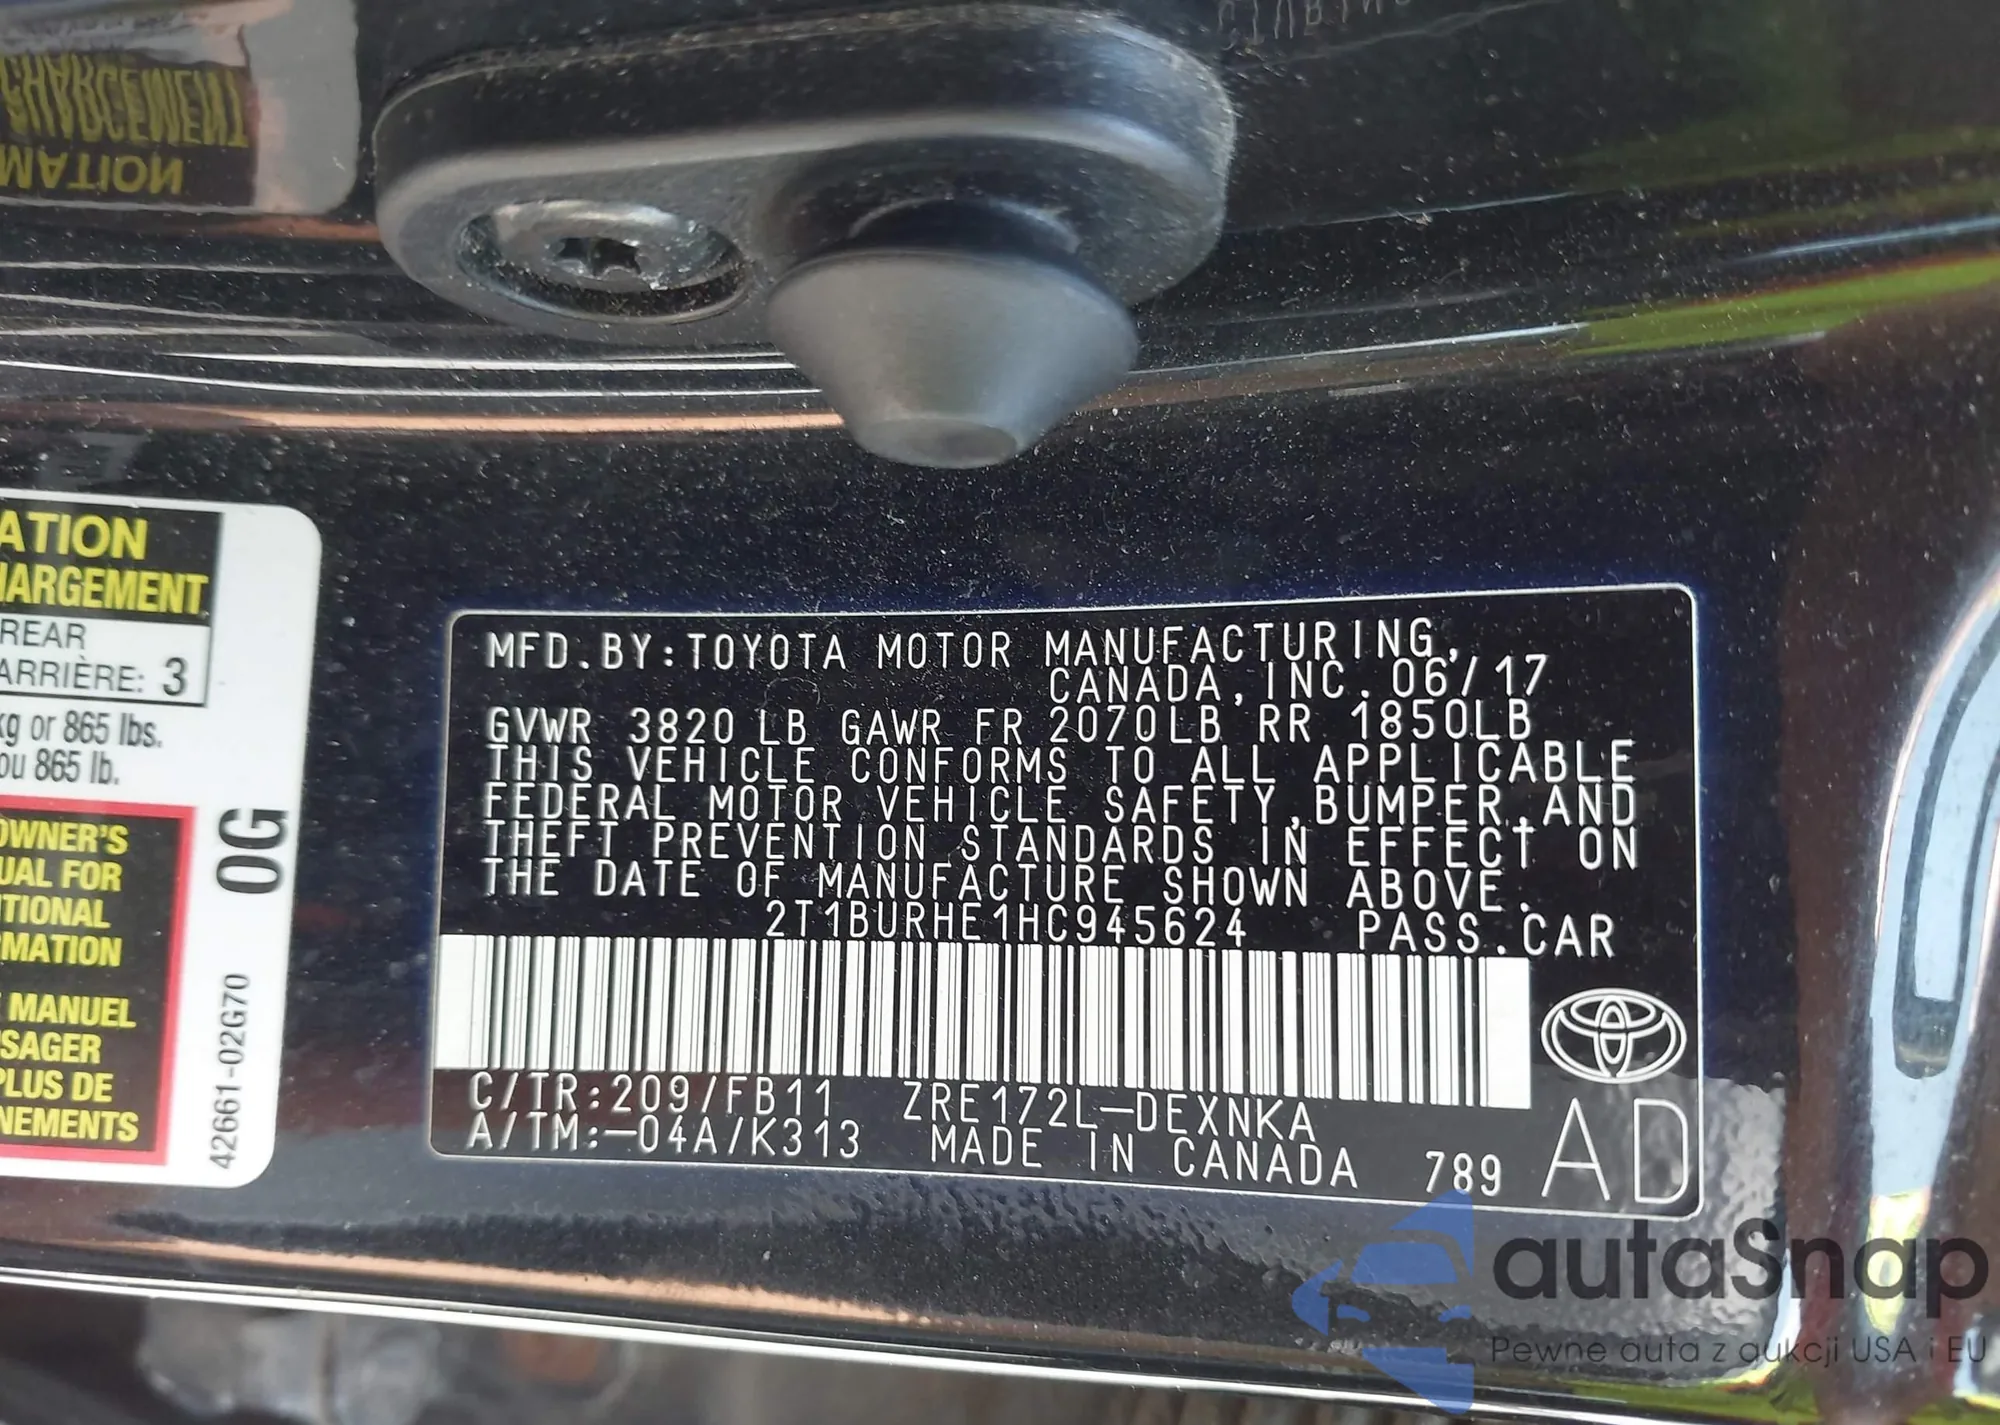 CHARGEMENT
MATION
ATION
HARGEMENT
REAR
ARRIÈRE: 3
kg or 865 lbs.
ou 865 lb.
OWNER'S
UAL FOR
ITIONAL
RMATION
MANUEL
SAGER
PLUS DE
NEMENTS
0G
42661-02G70
MFD.BY:TOYOTA MOTOR MANUFACTURING,
CANADA,INC.06/17
GVWR 3820LB GAWR FR 2070LB RR 1850LB
THIS VEHICLE CONFORMS TO ALL APPLICABLE
FEDERAL MOTOR VEHICLE SAFETY,BUMPER,AND
THEFT PREVENTION STANDARDS IN EFFECT ON
THE DATE OF MANUFACTURE SHOWN ABOVE.
2T1BURHE1HC945624 PASS.CAR
C/TR:209/FB11 ZRE172L-DEXNKA
A/TM:-04A/K313 MADE IN CANADA 789
AD
autaSnap
Pewne auta z aukcji USA i EU